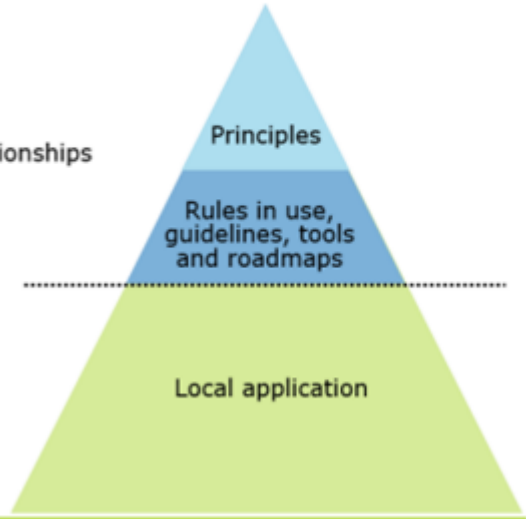 Principles
ionships
Rules in use,
guidelines, tools
and roadmaps
Local application